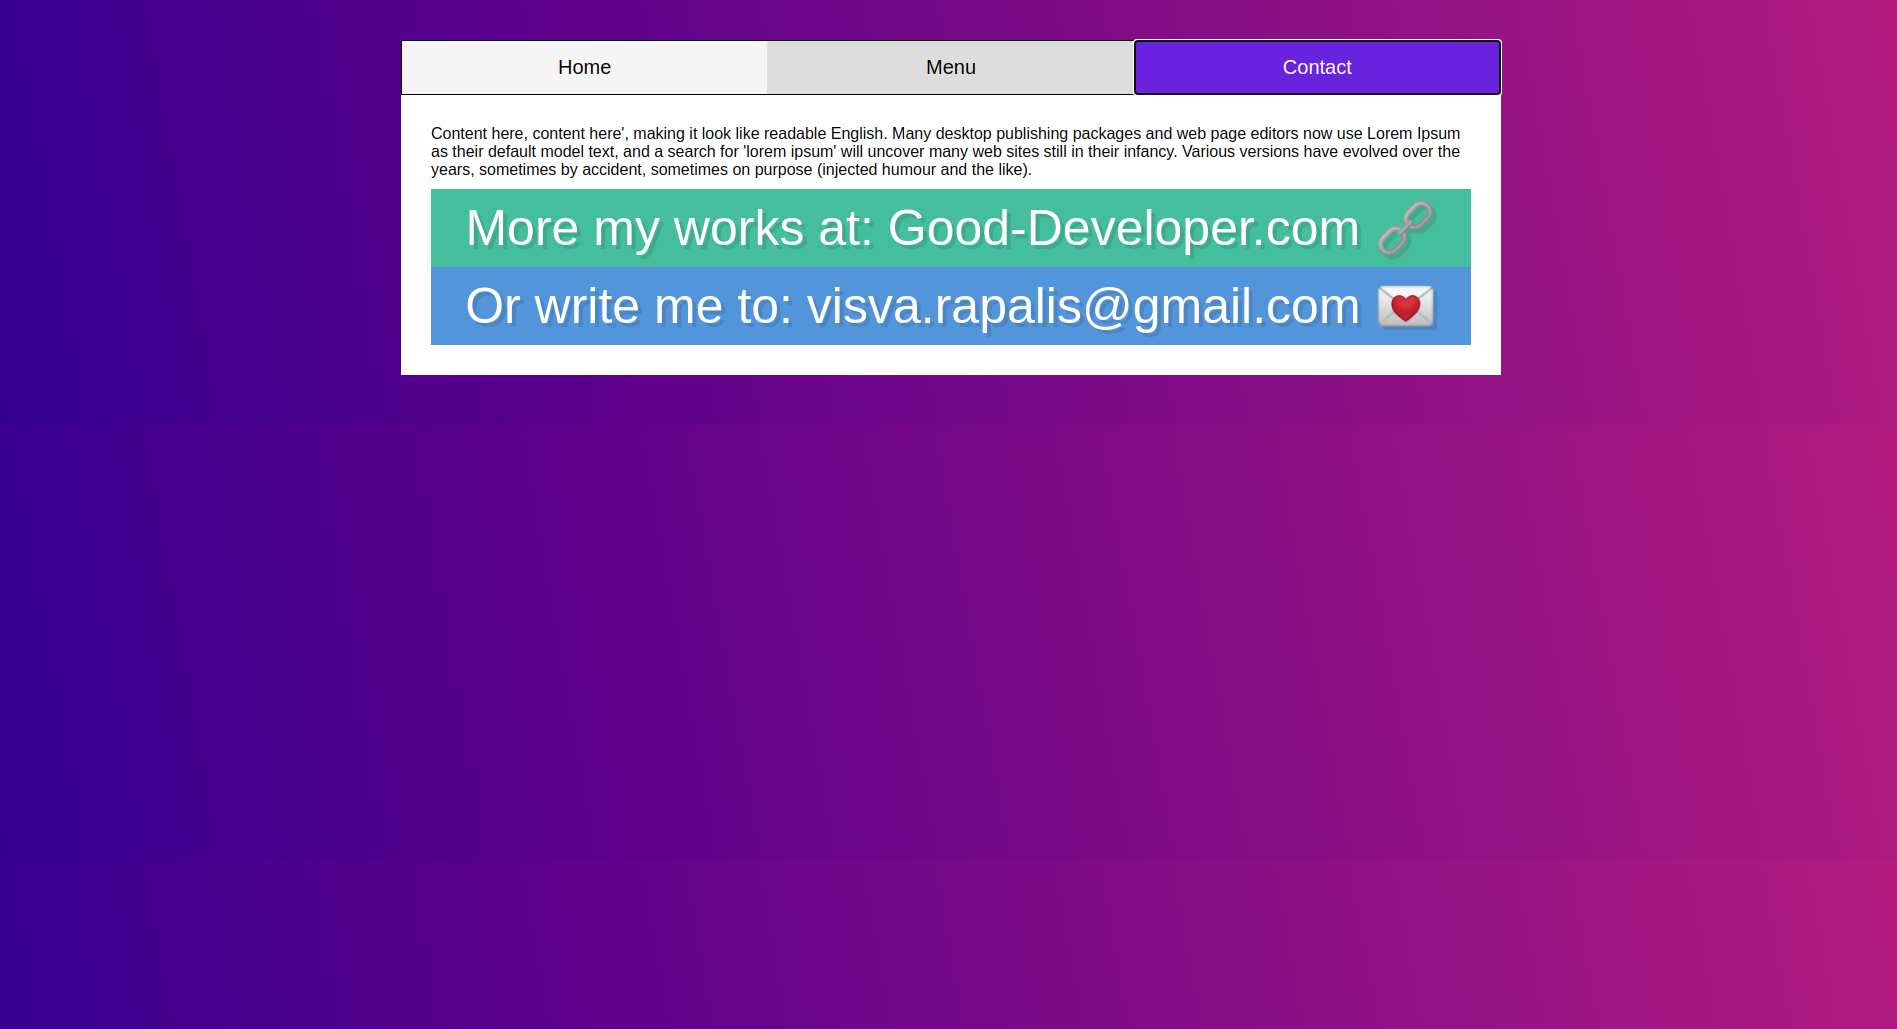 Home
Menu
Contact
Content here, content here', making it look like readable English. Many desktop publishing packages and web page editors now use Lorem Ipsum
as their default model text, and a search for 'lorem ipsum' will uncover many web sites still in their infancy. Various versions have evolved over the
years, sometimes by accident, sometimes on purpose (injected humour and the like).
More my works at: Good-Developer.com 🔗
Or write me to: visva.rapalis@gmail.com 💌